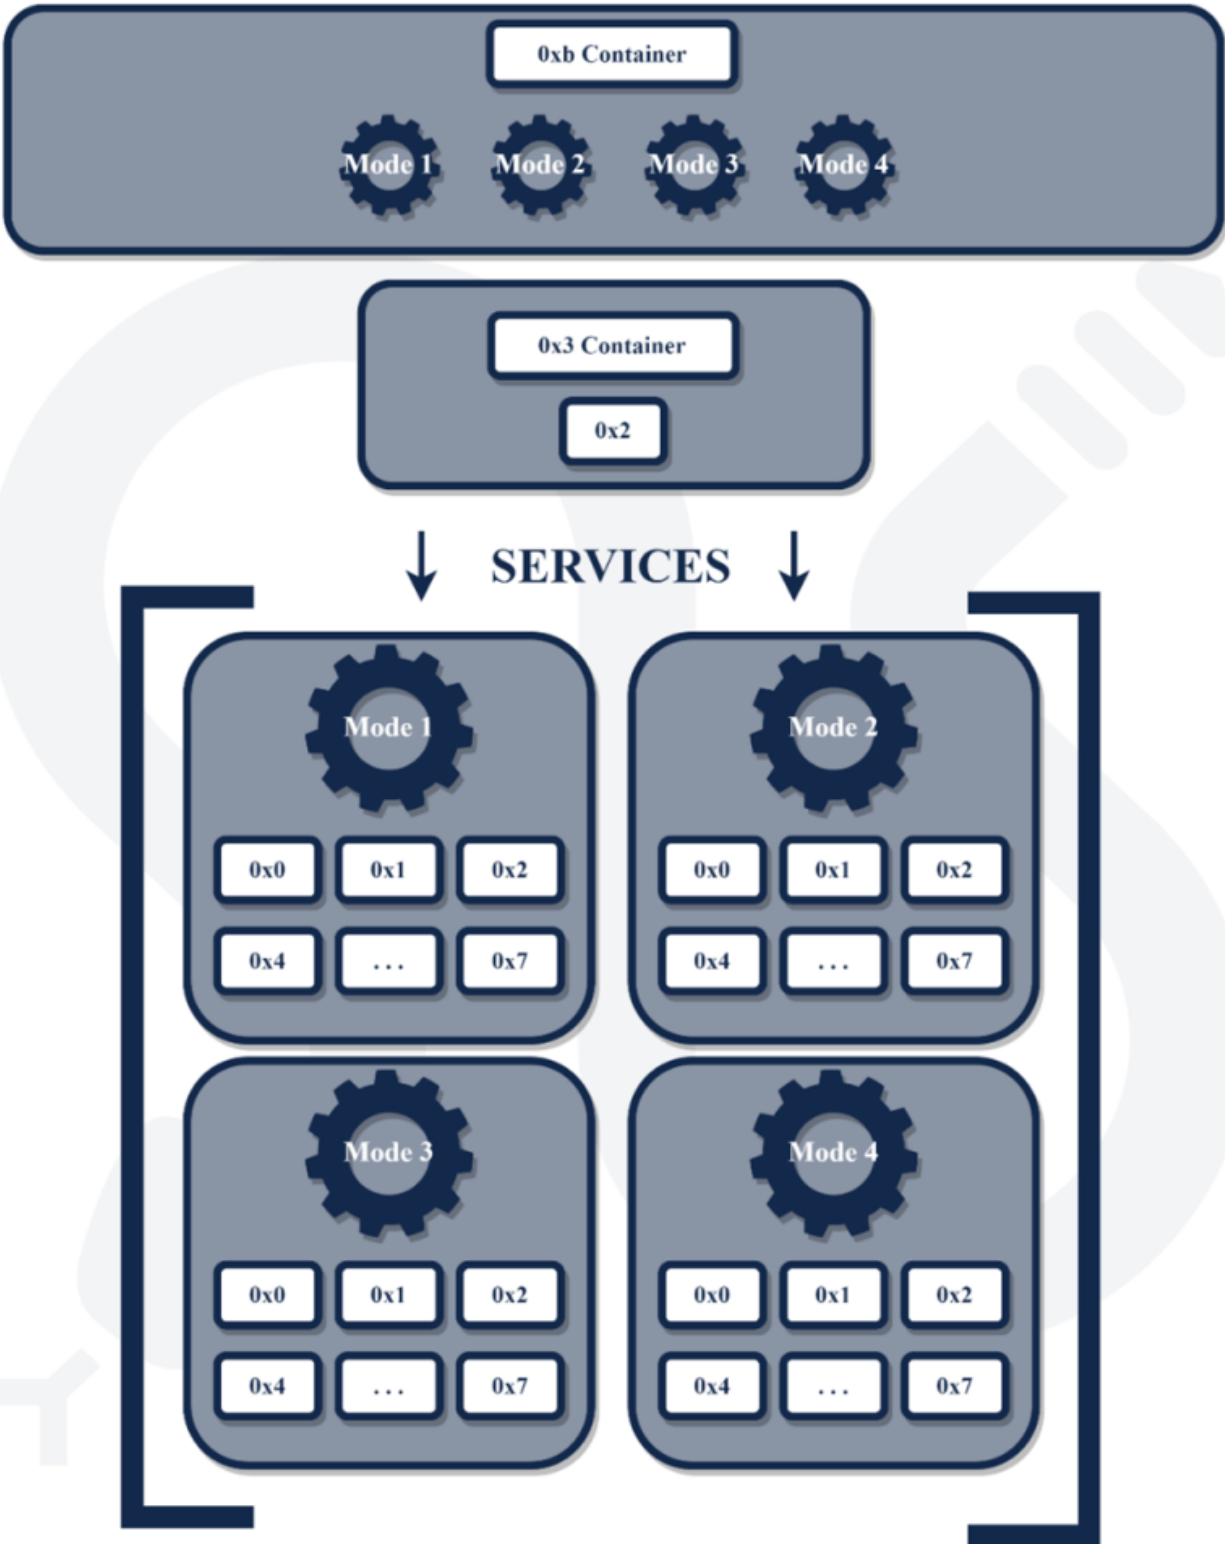 0xb Container
Mode 1 Mode 2 Mode 3 Mode 4
0x3 Container
0x2
SERVICES
Mode 1
0x0 0x1 0x2
0x4 ... 0x7
Mode 2
0x0 0x1 0x2
0x4 ... 0x7
Mode 3
0x0 0x1 0x2
0x4 ... 0x7
Mode 4
0x0 0x1 0x2
0x4 ... 0x7